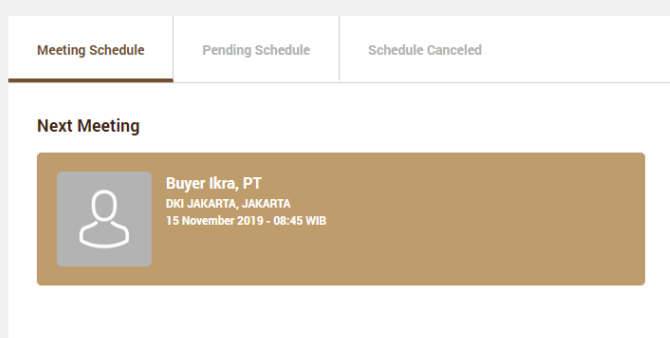 Meeting Schedule
Pending Schedule
Schedule Canceled
Next Meeting
Buyer Ikra, PT
DKI JAKARTA, JAKARTA
15 November 2019 - 08:45 WIB